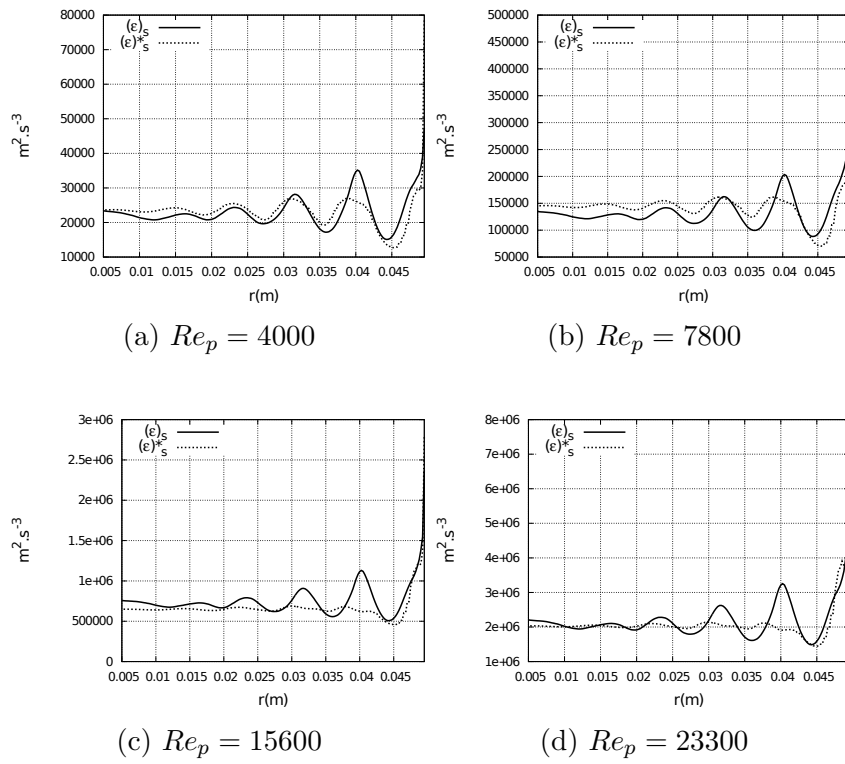 80000
70000
60000
50000
40000
30000
20000
10000
m².s⁻³
(ε)ₛ
(ε)*ₛ
0.005 0.01 0.015 0.02 0.025 0.03 0.035 0.04 0.045
r(m)
(a) Reₚ = 4000
500000
450000
400000
350000
300000
250000
200000
150000
100000
50000
m².s⁻³
(ε)ₛ
(ε)*ₛ
0.005 0.01 0.015 0.02 0.025 0.03 0.035 0.04 0.045
r(m)
(b) Reₚ = 7800
3e+06
2.5e+06
2e+06
1.5e+06
1e+06
500000
0
m².s⁻³
(ε)ₛ
(ε)*ₛ
0.005 0.01 0.015 0.02 0.025 0.03 0.035 0.04 0.045
r(m)
(c) Reₚ = 15600
8e+06
7e+06
6e+06
5e+06
4e+06
3e+06
2e+06
1e+06
m².s⁻³
(ε)ₛ
(ε)*ₛ
0.005 0.01 0.015 0.02 0.025 0.03 0.035 0.04 0.045
r(m)
(d) Reₚ = 23300